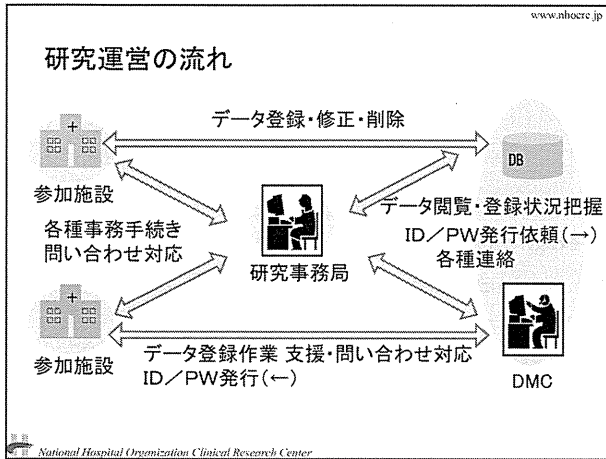 www.nhocrc.jp
研究運営の流れ
データ登録・修正・削除
DB
参加施設
データ閲覧・登録状況把握
各種事務手続き
問い合わせ対応
ID／PW発行依頼(→)
各種連絡
研究事務局
参加施設
データ登録作業 支援・問い合わせ対応
ID／PW発行(←)
DMC
National Hospital Organization Clinical Research Center